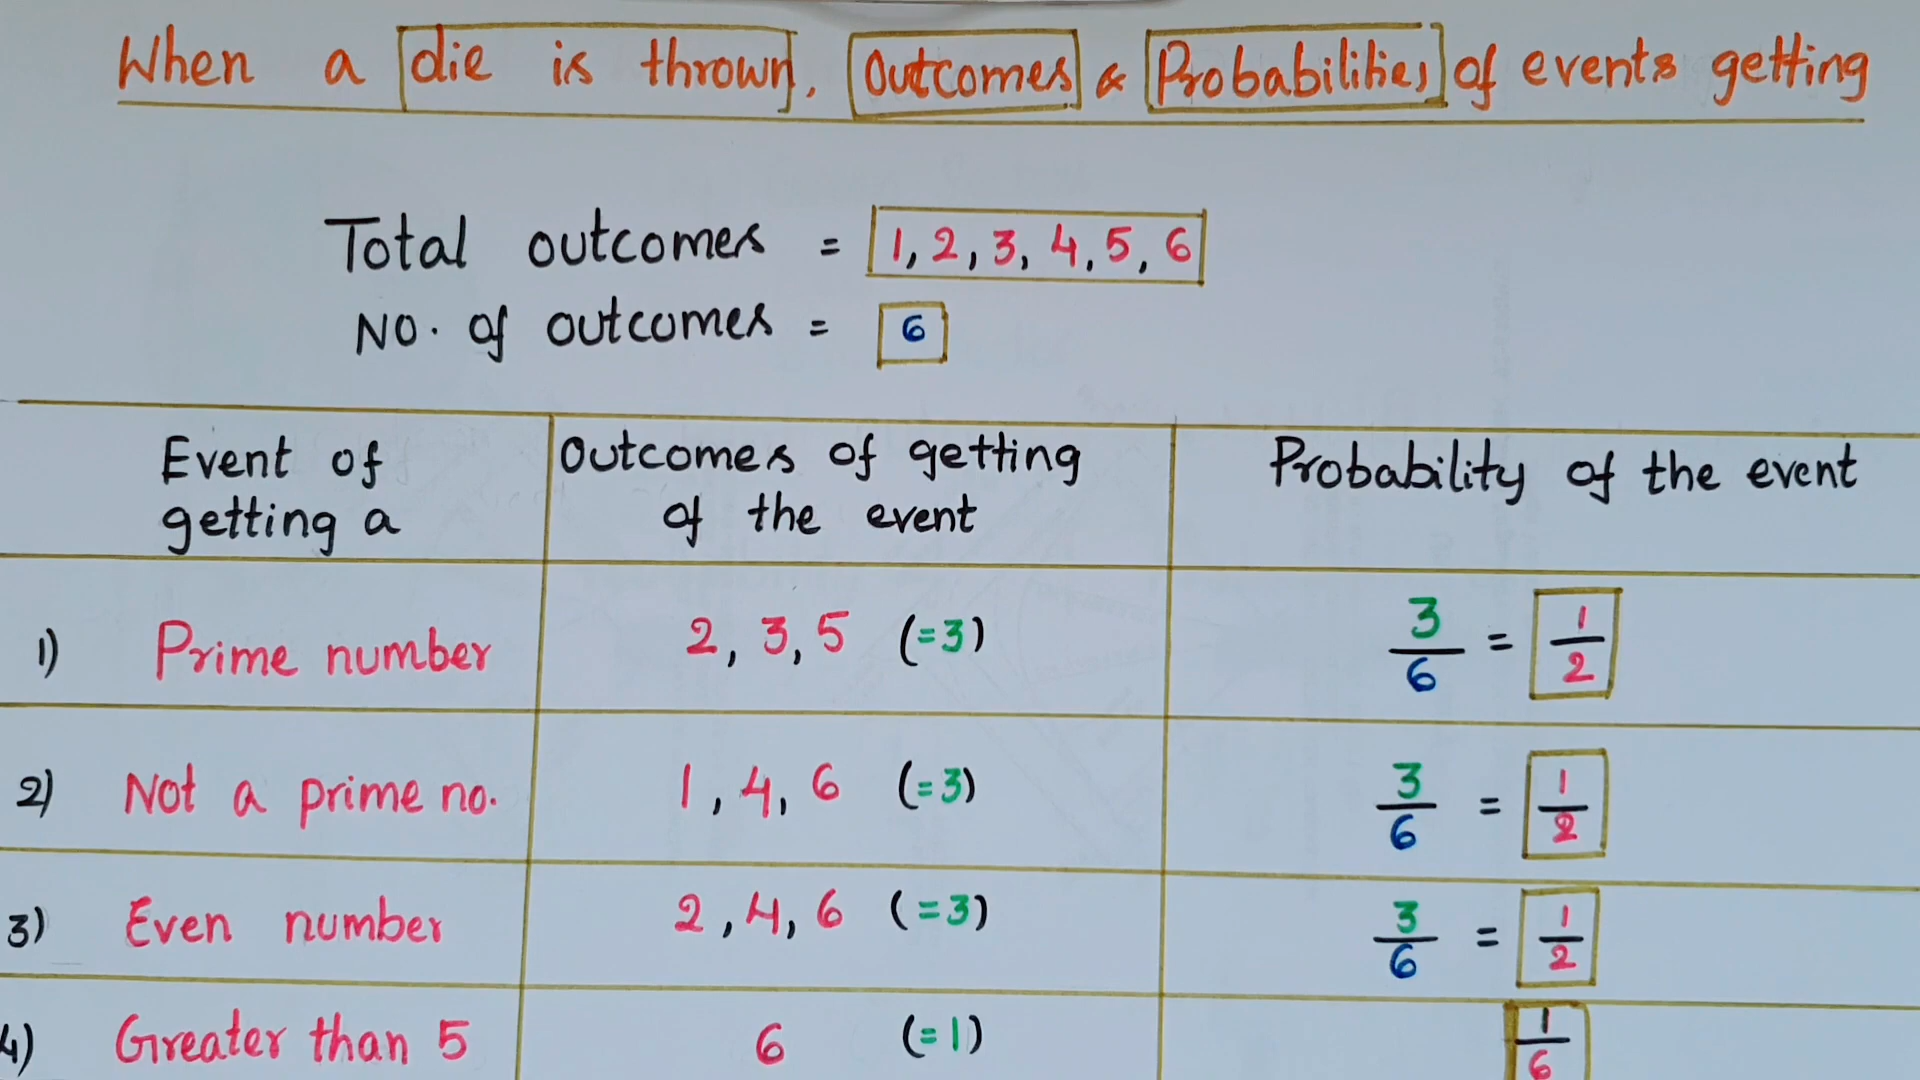 When a die is thrown, Outcomes & Probabilities of events getting
Total outcomes = 1, 2, 3, 4, 5, 6
NO. of outcomes = 6
Event of getting a
Outcomes of getting of the event
Probability of the event
1) Prime number 2, 3, 5 (=3) 3/6 = 1/2
2) Not a prime no. 1, 4, 6 (=3) 3/6 = 1/2
3) Even number 2, 4, 6 (=3) 3/6 = 1/2
4) Greater than 5 6 (=1) 1/6